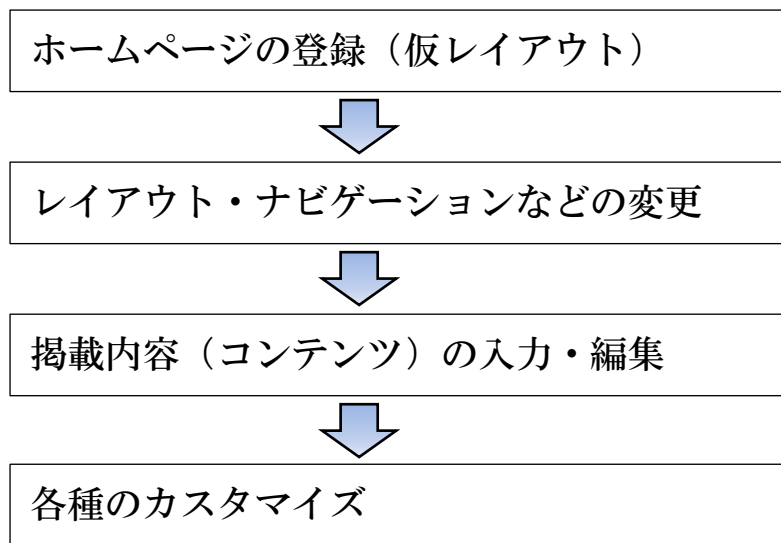 ホームページの登録（仮レイアウト）
レイアウト・ナビゲーションなどの変更
掲載内容（コンテンツ）の入力・編集
各種のカスタマイズ